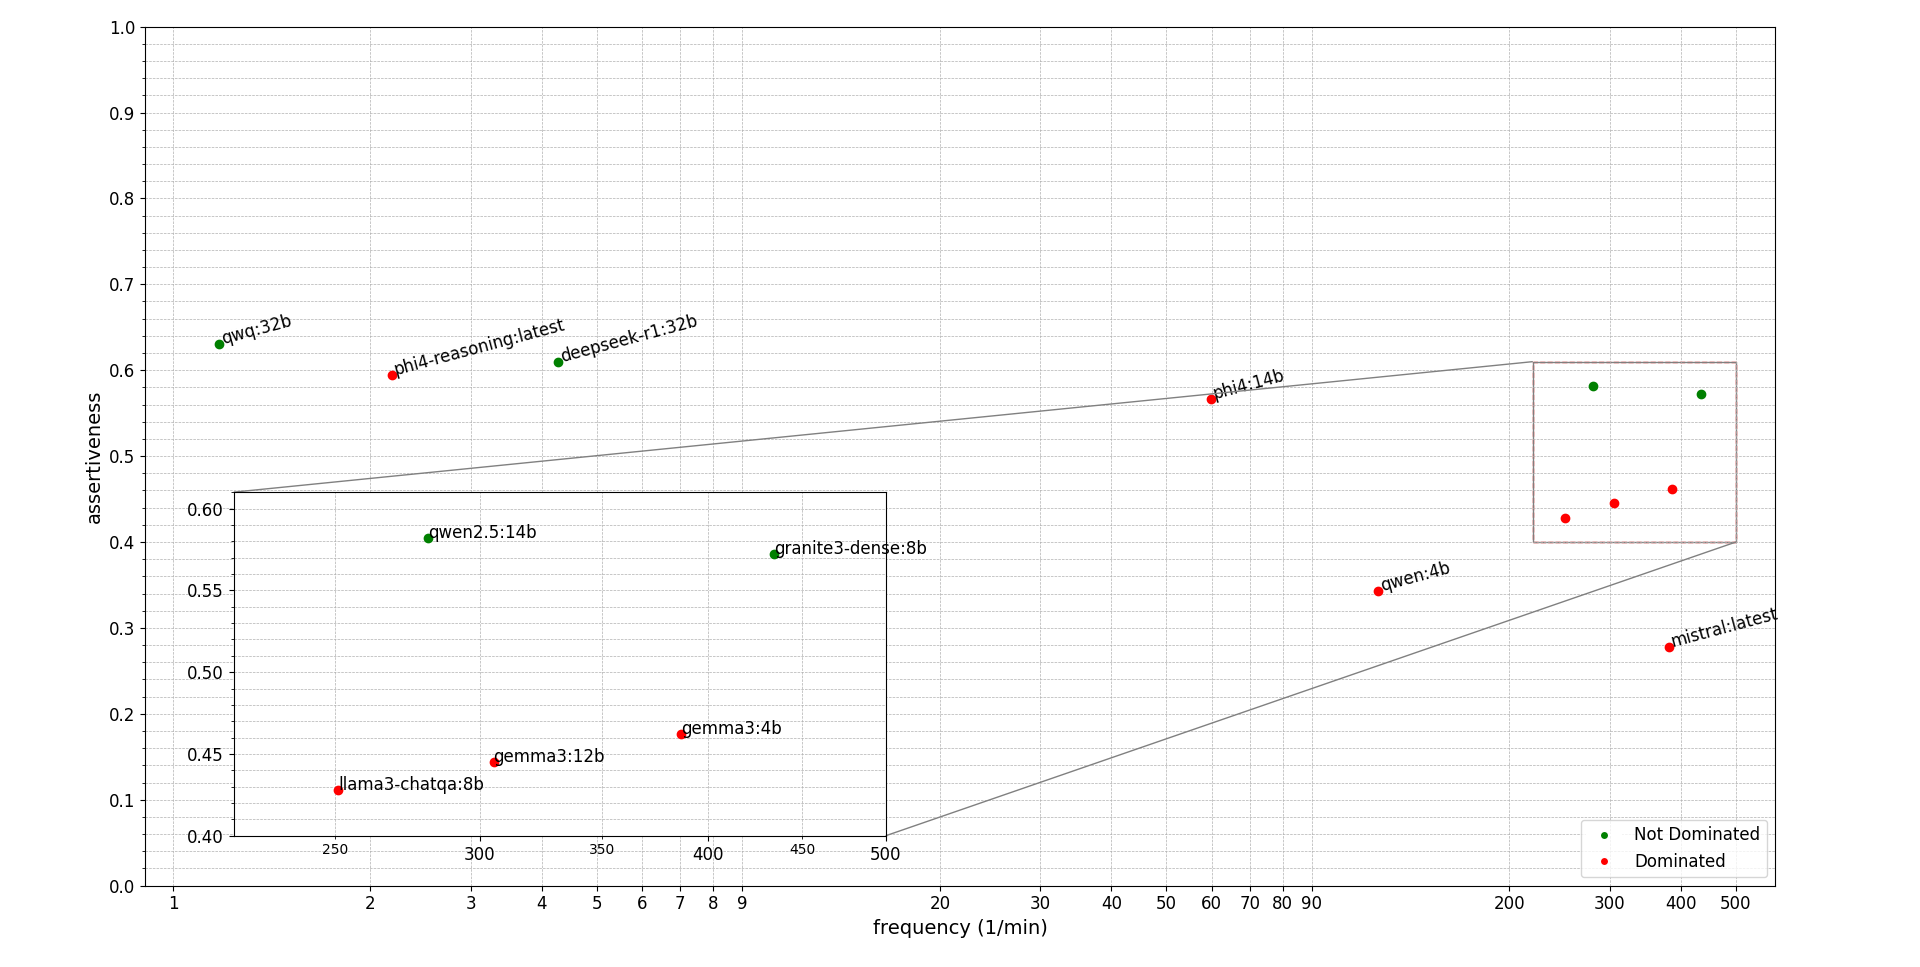 1.0
0.9
0.8
0.7
0.6
0.5
0.4
0.3
0.2
0.1
0.0
assertiveness
qwq:32b
phi4-reasoning:latest
deepseek-r1:32b
phi4:14b
qwen:4b
mistral:latest
0.60
0.55
0.50
0.45
0.40
qwen2.5:14b
granite3-dense:8b
gemma3:4b
gemma3:12b
llama3-chatqa:8b
250 300 350 400 450 500
Not Dominated
Dominated
1 2 3 4 5 6 7 8 9 20 30 40 50 60 70 80 90 200 300 400 500
frequency (1/min)